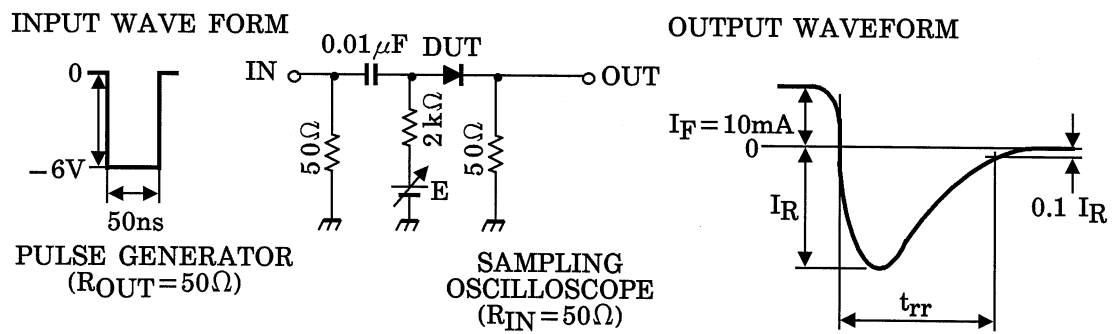 INPUT WAVE FORM
0
−6V
50ns
PULSE GENERATOR
(ROUT=50Ω)
0.01μF DUT
IN
OUT
50Ω
2kΩ
E
50Ω
SAMPLING
OSCILLOSCOPE
(RIN=50Ω)
OUTPUT WAVEFORM
IF=10mA
0
IR
0.1 IR
trr